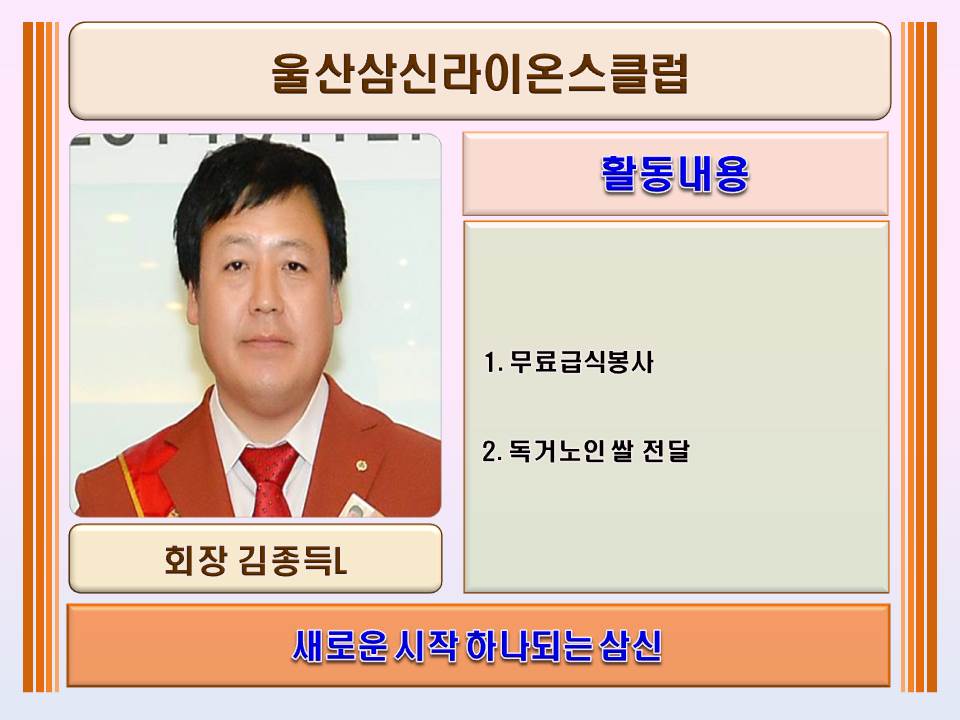 울산삼신라이온스클럽
활동내용
1. 무료급식봉사
2. 독거노인 쌀 전달
회장 김종득L
새로운 시작 하나되는 삼신